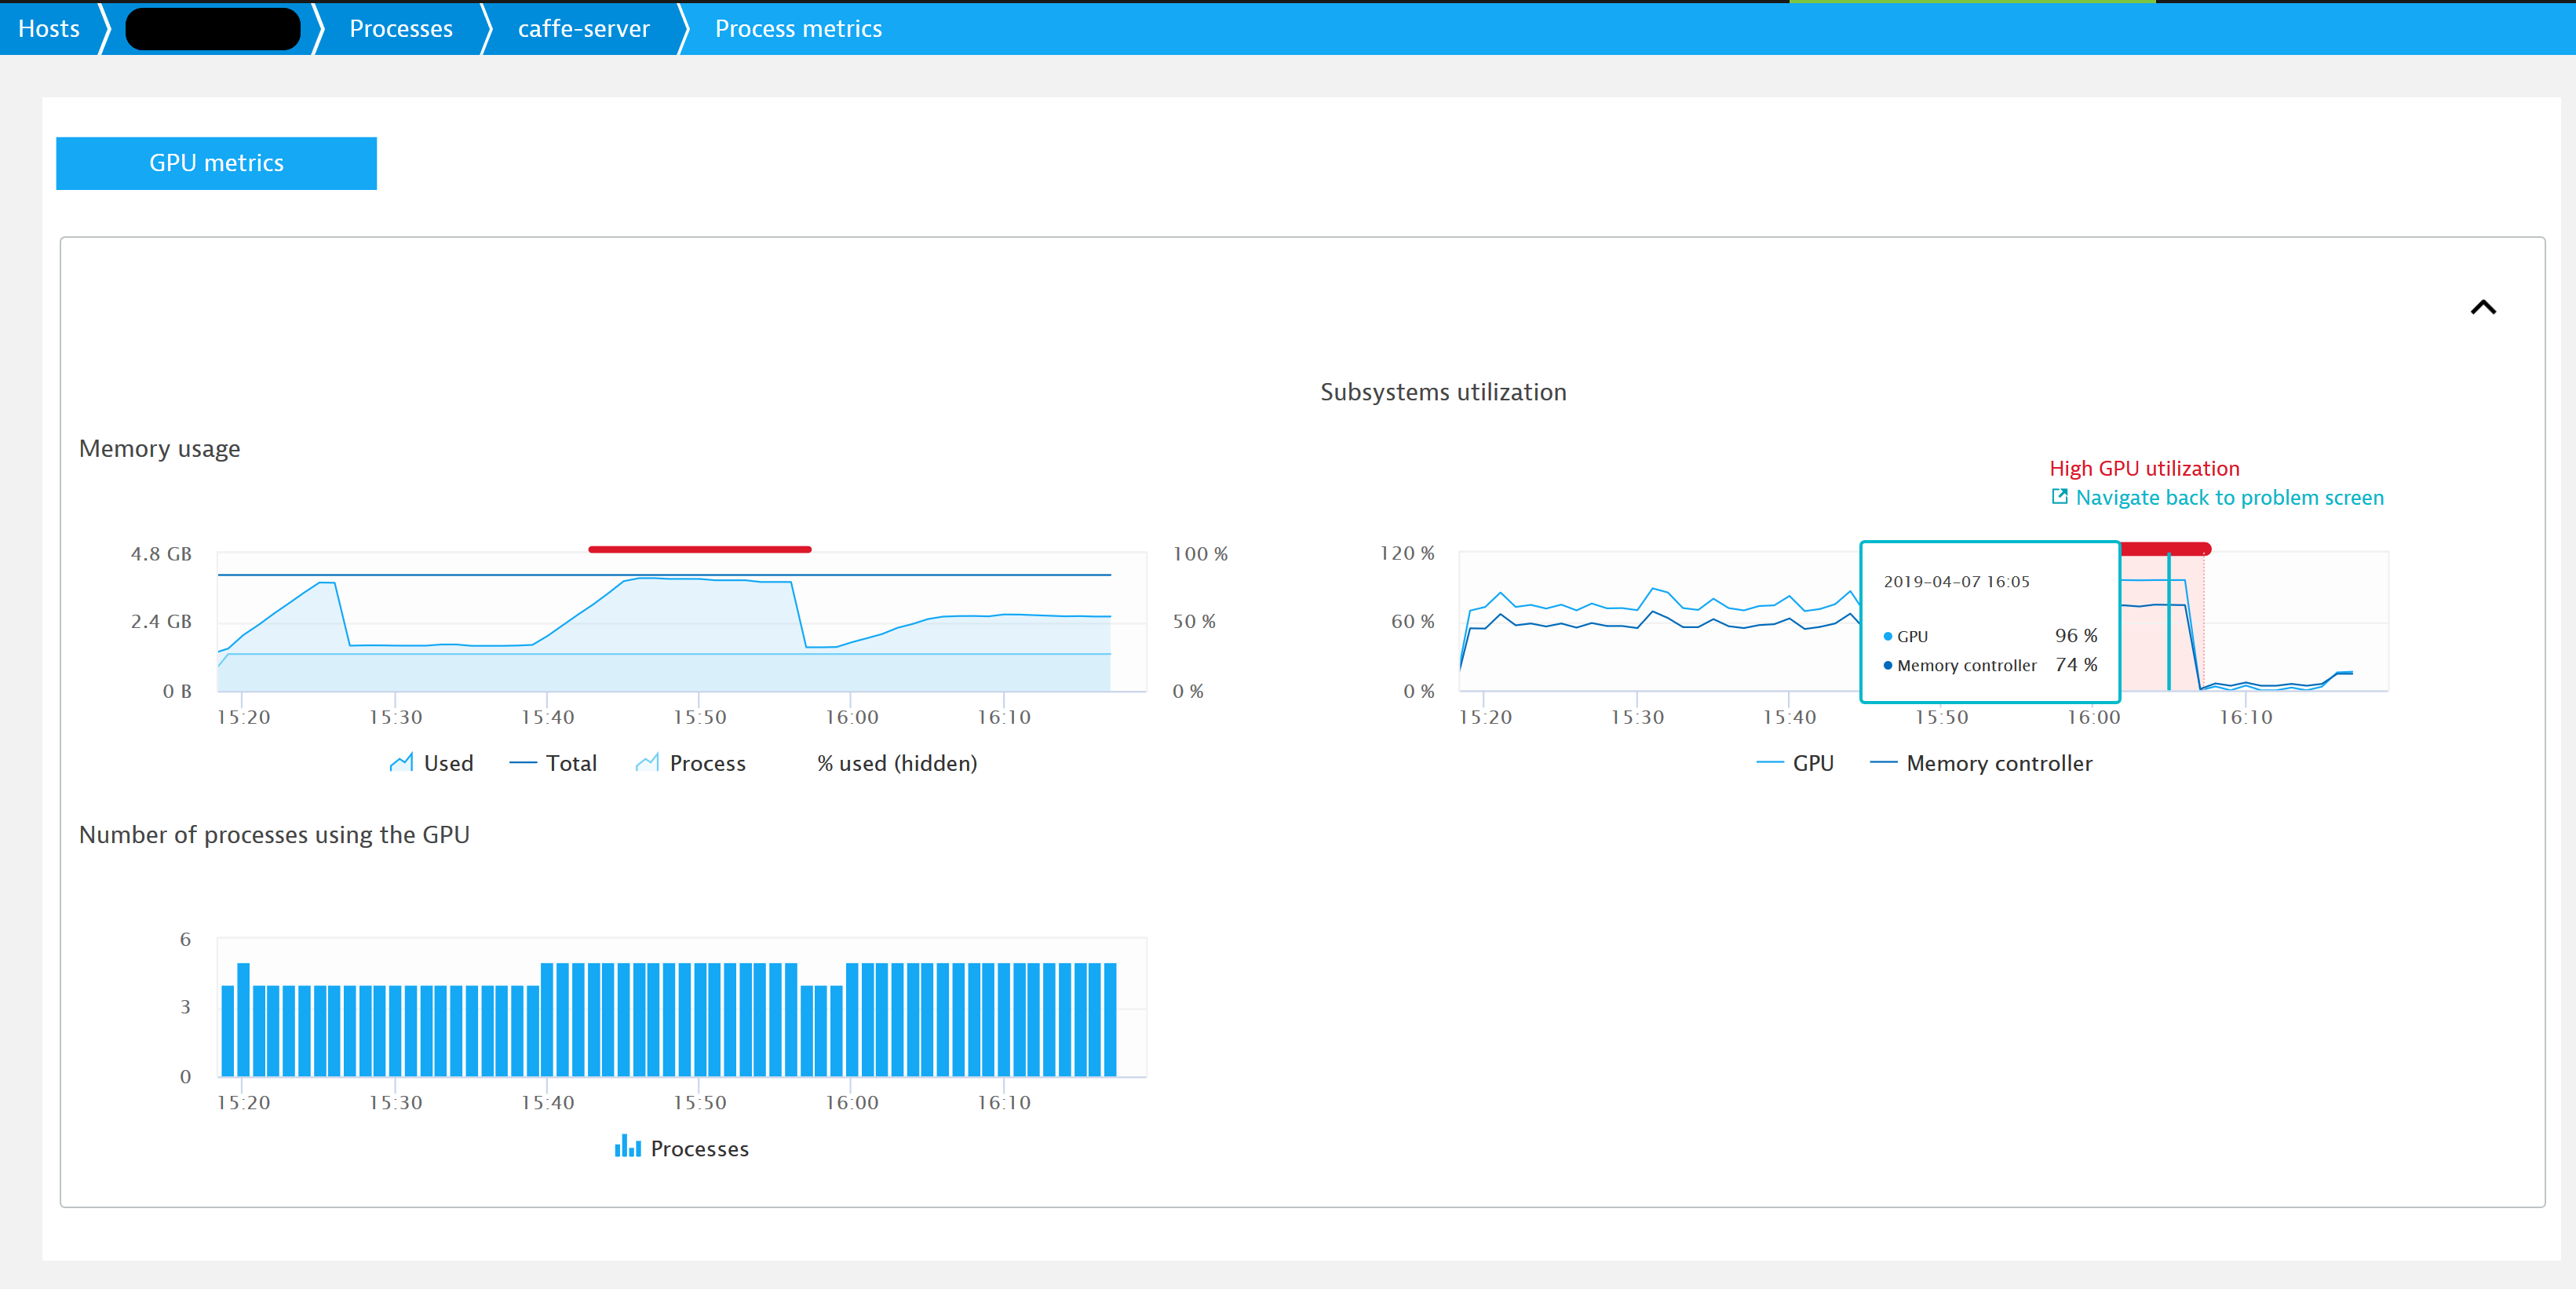 Hosts
Processes
caffe-server
Process metrics
GPU metrics
Subsystems utilization
Memory usage
High GPU utilization
Navigate back to problem screen
4.8 GB
2.4 GB
0 B
100 %
50 %
0 %
15:20 15:30 15:40 15:50 16:00 16:10
Used Total Process % used (hidden)
120 %
60 %
0 %
2019-04-07 16:05
GPU 96 %
Memory controller 74 %
15:20 15:30 15:40 15:50 16:00 16:10
GPU Memory controller
Number of processes using the GPU
6
3
0
15:20 15:30 15:40 15:50 16:00 16:10
Processes